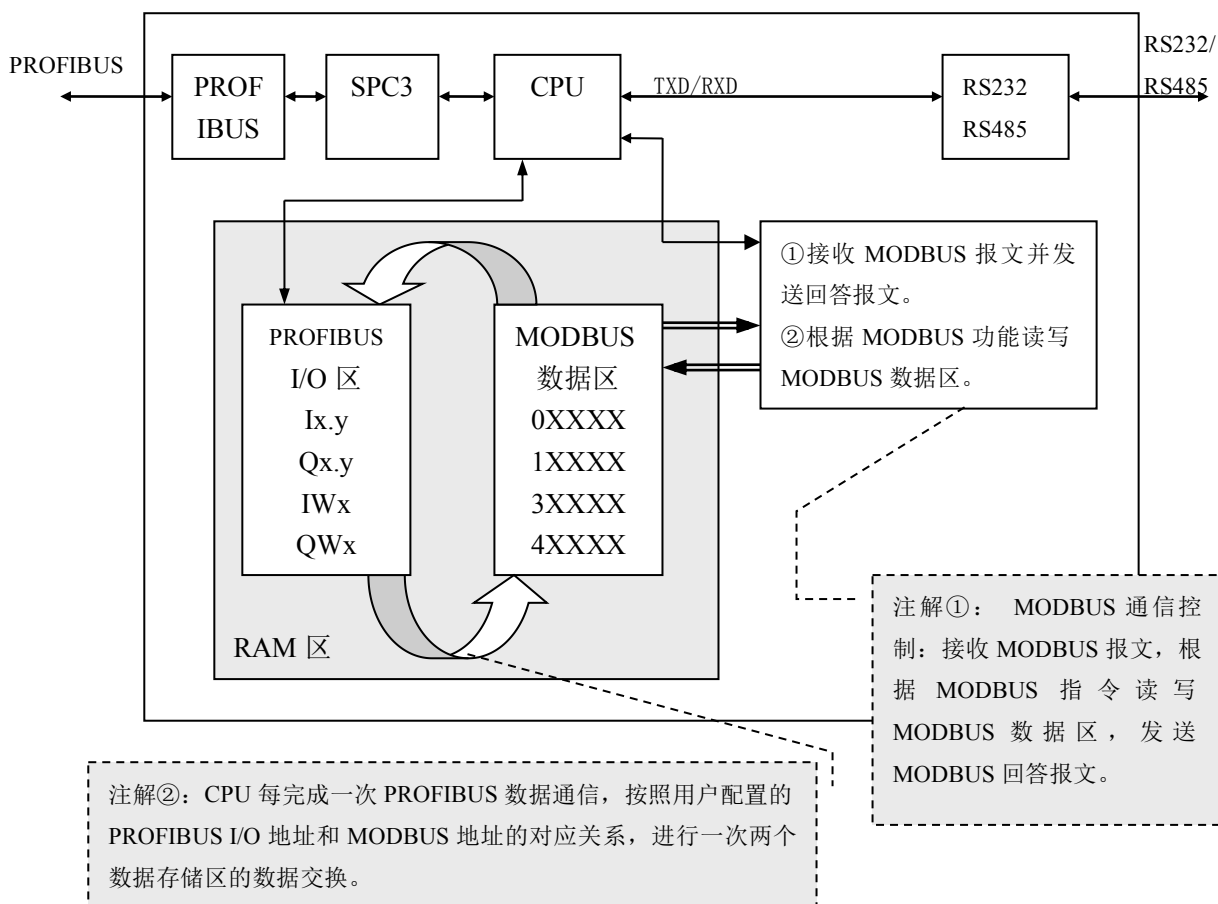 PROFIBUS
PROF
IBUS
SPC3
CPU
TXD/RXD
RS232
RS485
RS232/
RS485
PROFIBUS
I/O 区
Ix.y
Qx.y
IWx
QWx
MODBUS
数据区
0XXXX
1XXXX
3XXXX
4XXXX
RAM 区
①接收 MODBUS 报文并发
送回答报文。
②根据 MODBUS 功能读写
MODBUS 数据区。
注解①： MODBUS 通信控
制：接收 MODBUS 报文，根
据 MODBUS 指令读写
MODBUS 数据区，发送
MODBUS 回答报文。
注解②：CPU 每完成一次 PROFIBUS 数据通信，按照用户配置的
PROFIBUS I/O 地址和 MODBUS 地址的对应关系，进行一次两个
数据存储区的数据交换。